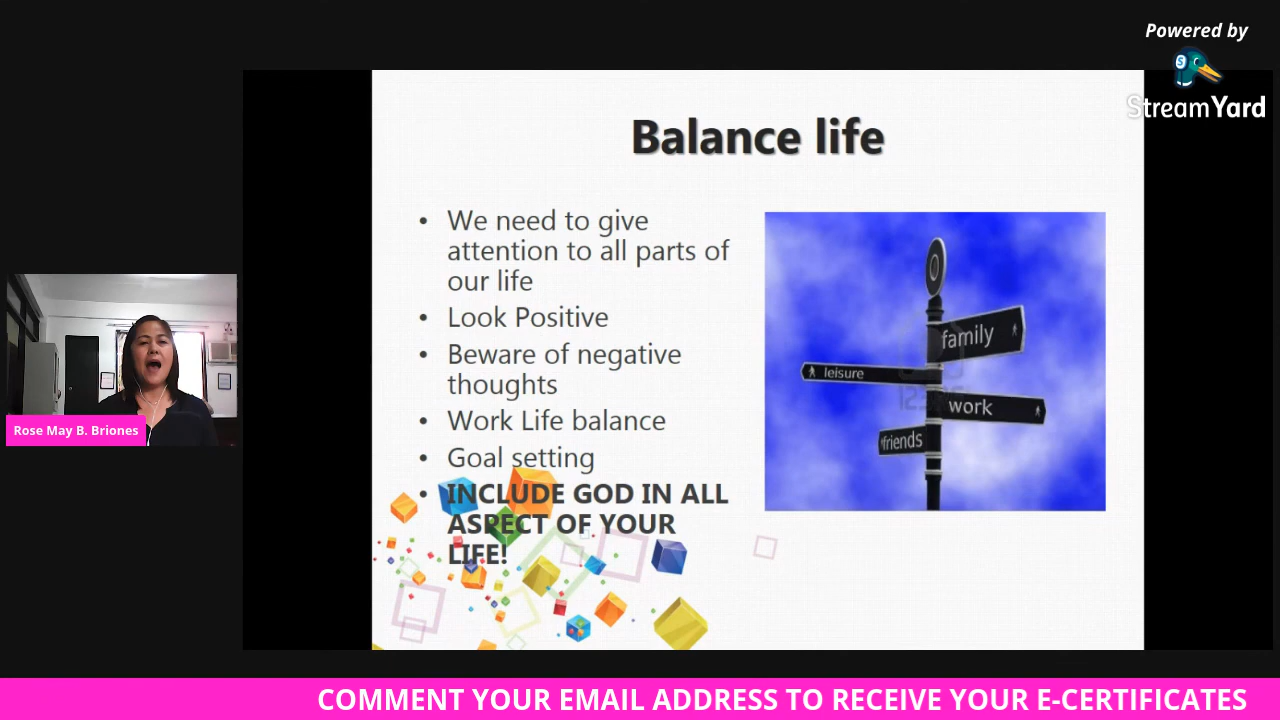 Powered by
StreamYard
Balance life
• We need to give
attention to all parts of
our life
• Look Positive
• Beware of negative
thoughts
• Work Life balance
• Goal setting
• INCLUDE GOD IN ALL
ASPECT OF YOUR
LIFE!
family
leisure
work
friends
Rose May B. Briones
COMMENT YOUR EMAIL ADDRESS TO RECEIVE YOUR E-CERTIFICATES